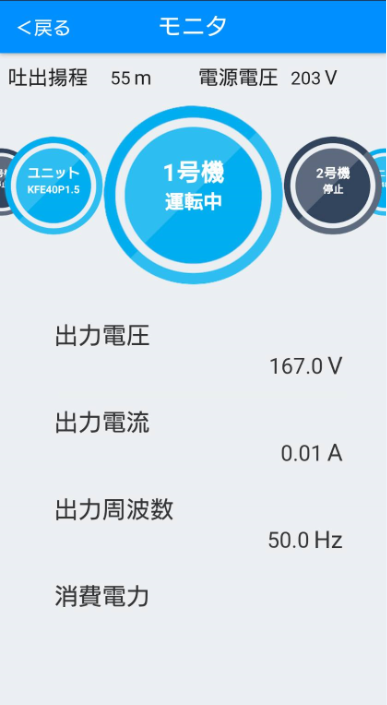 ＜戻る
モニタ
吐出揚程 55 m 電源電圧 203 V
ユニット
KFE40P1.5
1号機
運転中
2号機
停止
出力電圧
167.0 V
出力電流
0.01 A
出力周波数
50.0 Hz
消費電力